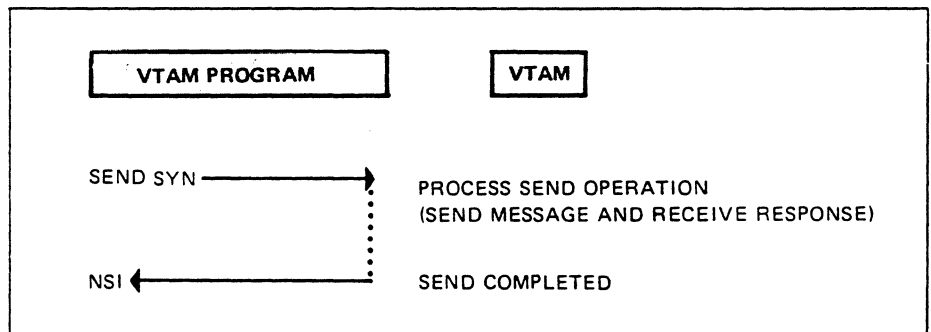 VTAM PROGRAM
VTAM
SEND SYN
PROCESS SEND OPERATION
(SEND MESSAGE AND RECEIVE RESPONSE)
NSI
SEND COMPLETED